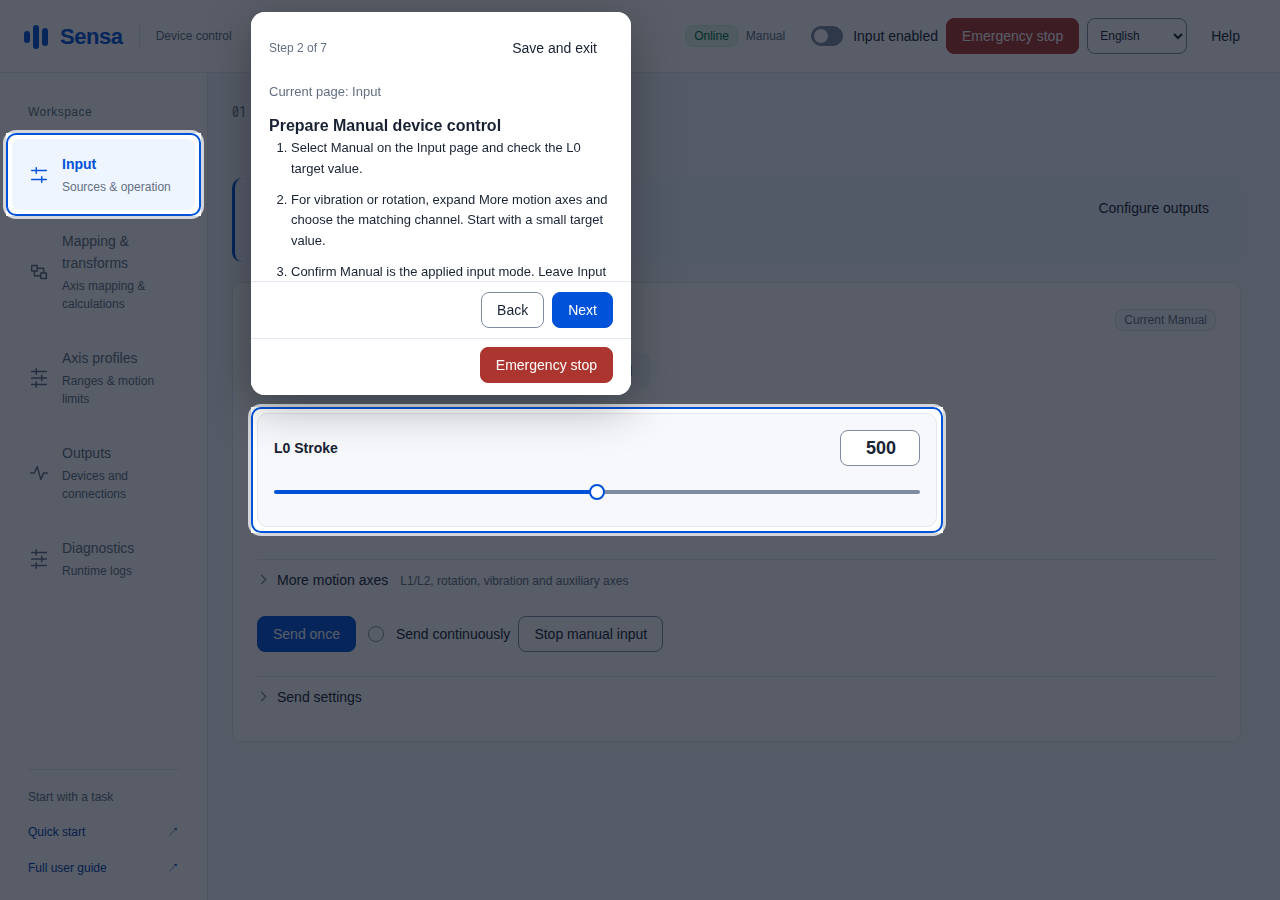 Sensa
Device control
Online
Manual
Input enabled
Emergency stop
English
Help
Workspace
Input
Sources & operation
Mapping &
transforms
Axis mapping &
calculations
Axis profiles
Ranges & motion
limits
Outputs
Devices and
connections
Diagnostics
Runtime logs
Start with a task
Quick start
Full user guide
01
Step 2 of 7
Save and exit
Current page: Input
Prepare Manual device control
1. Select Manual on the Input page and check the L0
target value.
2. For vibration or rotation, expand More motion axes and
choose the matching channel. Start with a small target
value.
3. Confirm Manual is the applied input mode. Leave Input
Back
Next
Emergency stop
Configure outputs
Current Manual
L0 Stroke
500
More motion axes
L1/L2, rotation, vibration and auxiliary axes
Send once
Send continuously
Stop manual input
Send settings